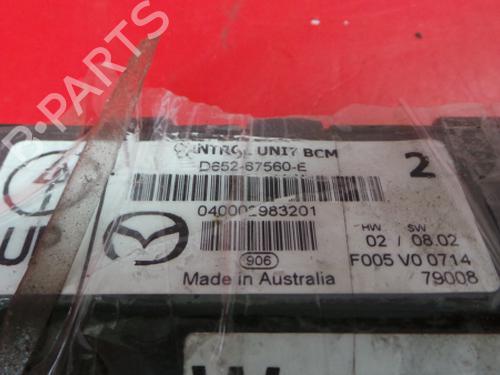 B-PARTS
CONTROL UNIT BCM
D652-67560-E
2
040002983201
HW SW
02 / 08.02
906
F005 V0 0714
Made in Australia
79008